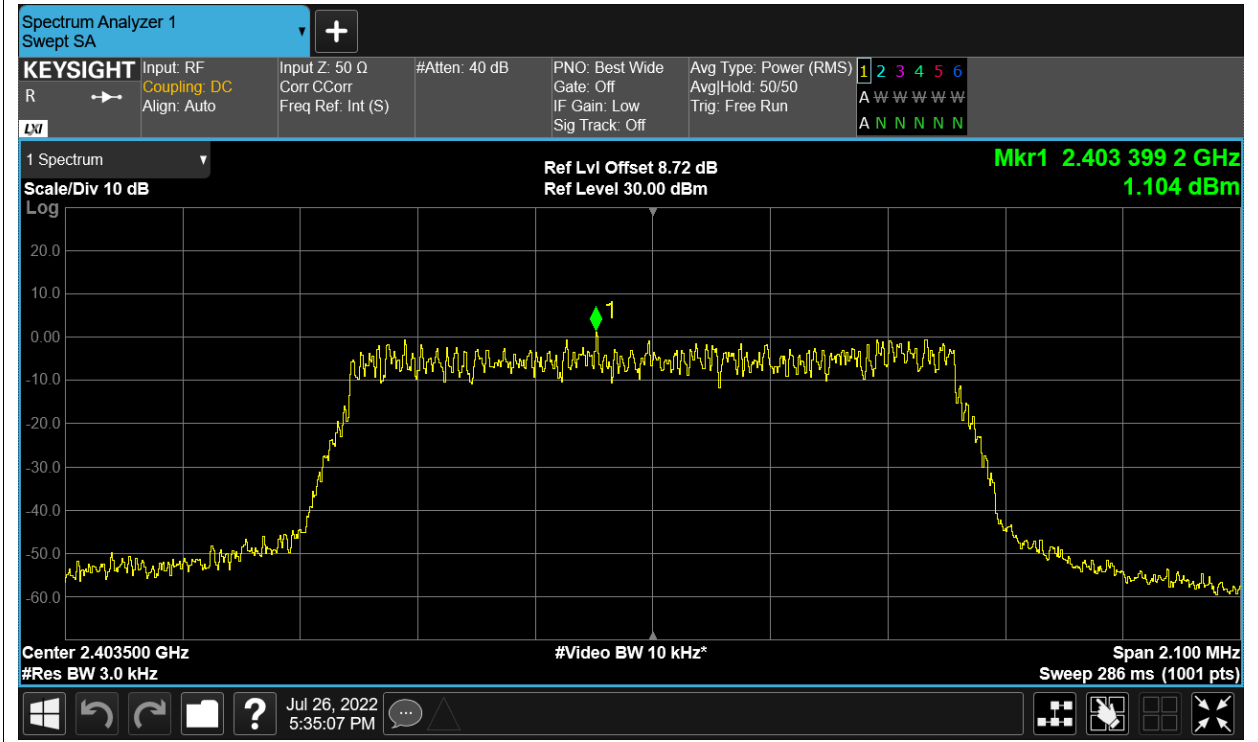 Spectrum Analyzer 1
Swept SA
KEYSIGHT
R
LXI
Input: RF
Coupling: DC
Align: Auto
Input Z: 50 Ω
Corr CCorr
Freq Ref: Int (S)
#Atten: 40 dB
PNO: Best Wide
Gate: Off
IF Gain: Low
Sig Track: Off
Avg Type: Power (RMS)
Avg|Hold: 50/50
Trig: Free Run
1 2 3 4 5 6
A W W W W W
A N N N N N
1 Spectrum
Scale/Div 10 dB
Log
Ref Lvl Offset 8.72 dB
Ref Level 30.00 dBm
Mkr1 2.403 399 2 GHz
1.104 dBm
20.0
10.0
1
0.00
-10.0
-20.0
-30.0
-40.0
-50.0
-60.0
Center 2.403500 GHz
#Res BW 3.0 kHz
#Video BW 10 kHz*
Span 2.100 MHz
Sweep 286 ms (1001 pts)
?
Jul 26, 2022
5:35:07 PM